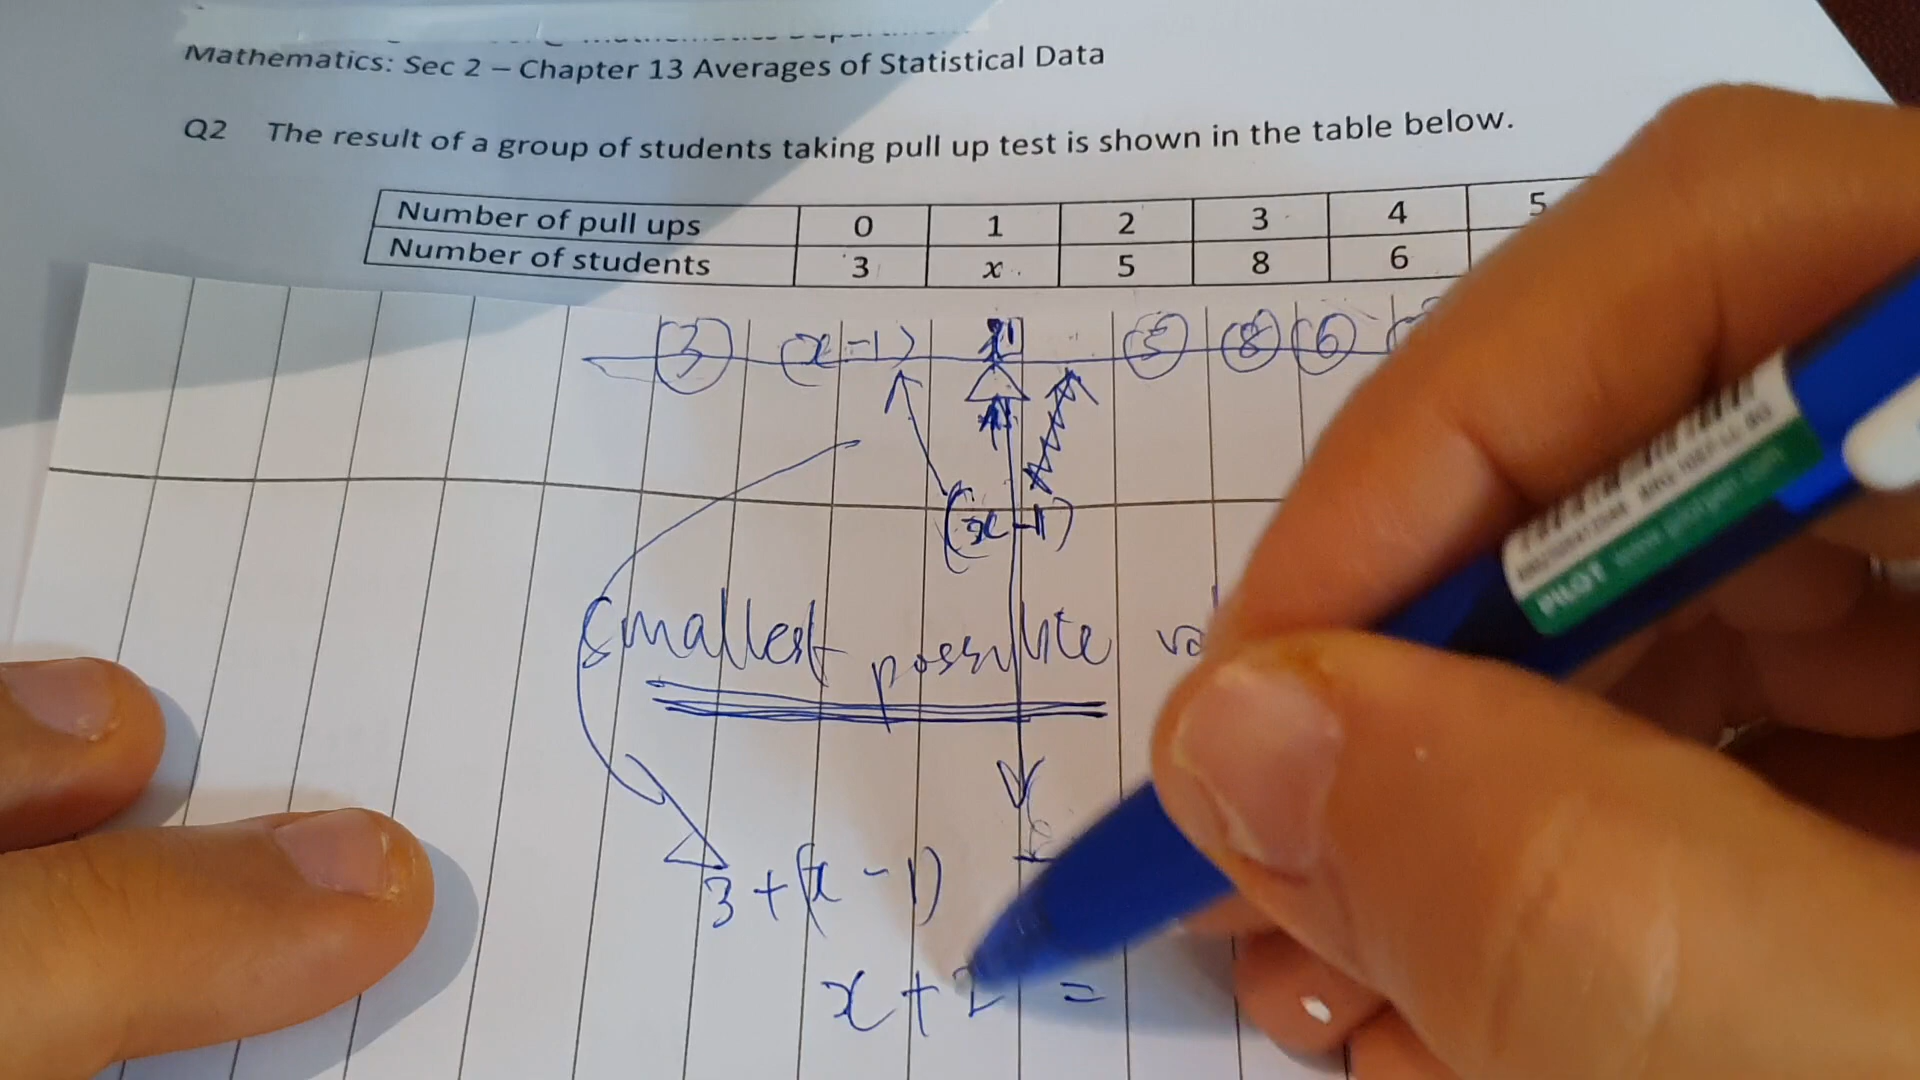 Mathematics: Sec 2 – Chapter 13 Averages of Statistical Data
Q2 The result of a group of students taking pull up test is shown in the table below.
Number of pull ups 0 1 2 3 4 5
Number of students 3 x 5 8 6
3 (x-1) 5 8 6
(x-1)
Smallest possible
3+(x-1)
x+2 =
PILOT